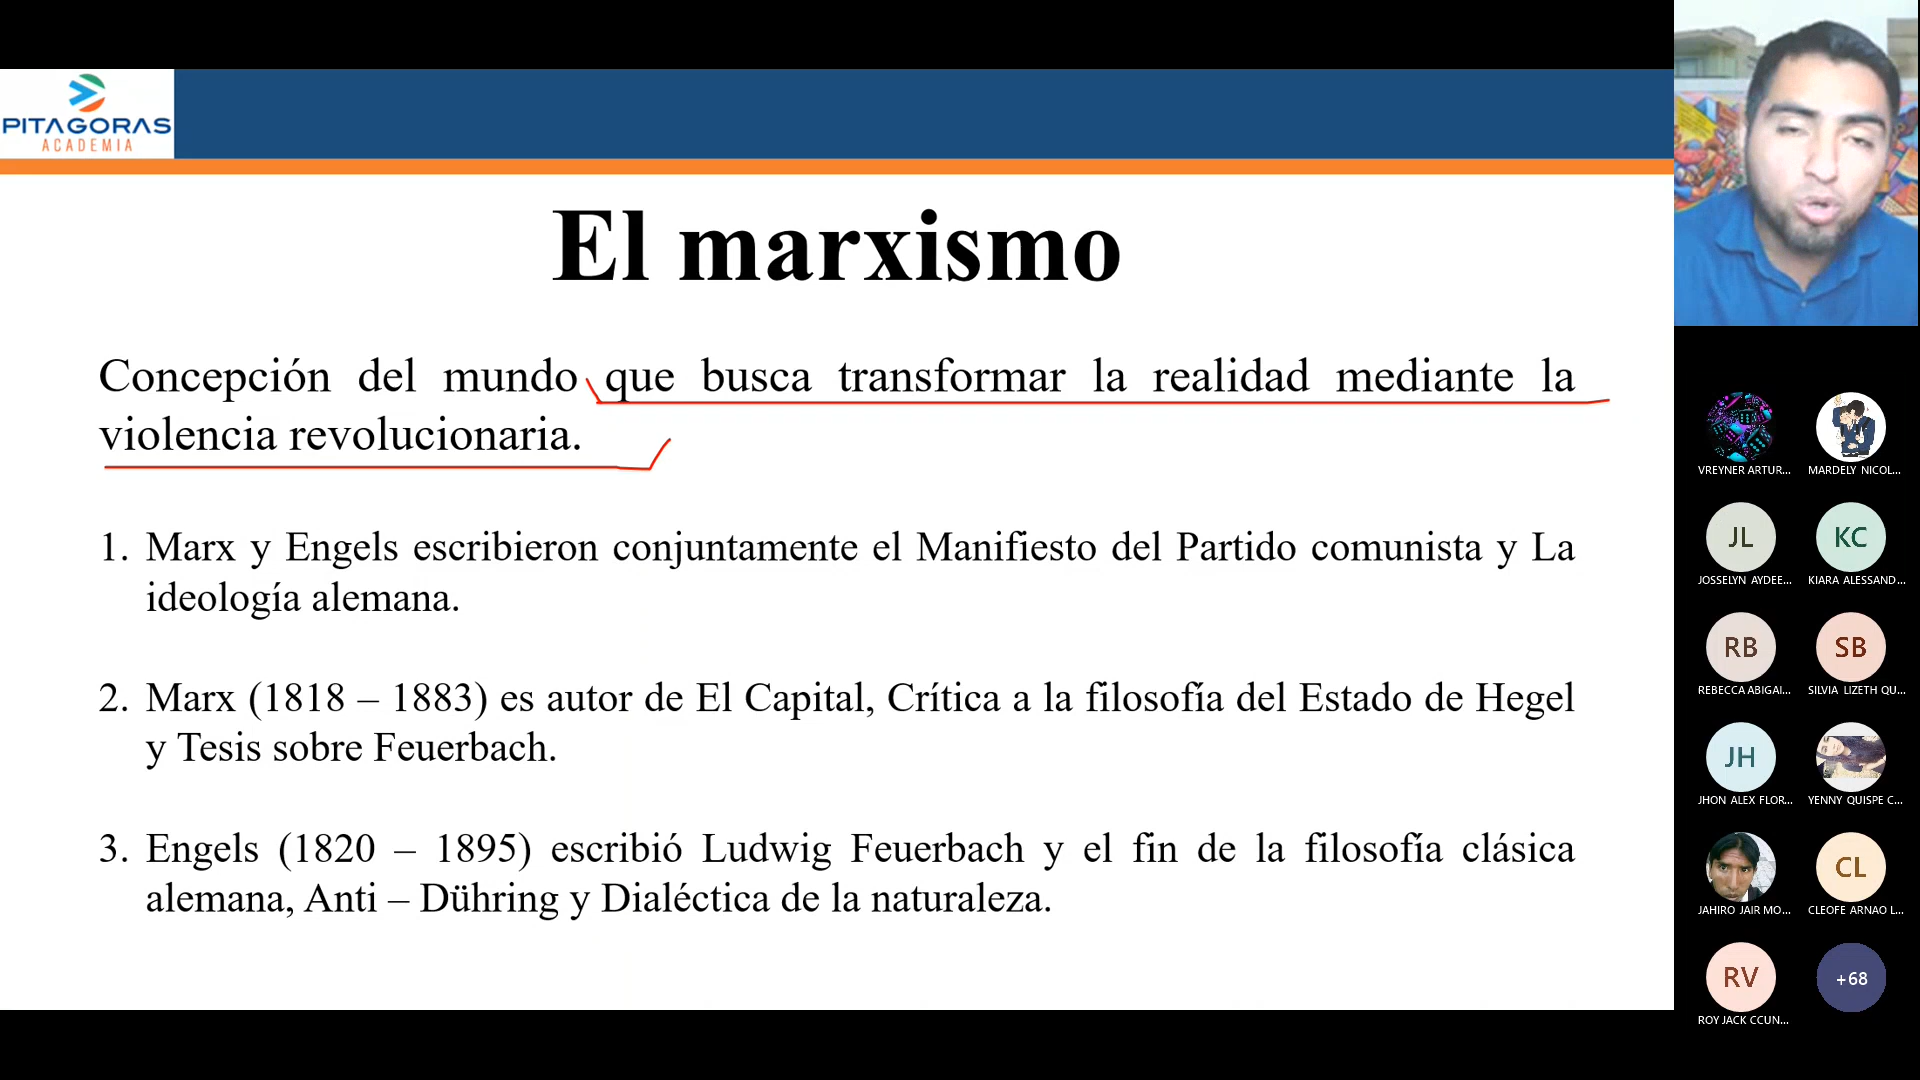 PITAGORAS
ACADEMIA
El marxismo
Concepción del mundo que busca transformar la realidad mediante la
violencia revolucionaria.
1. Marx y Engels escribieron conjuntamente el Manifiesto del Partido comunista y La
ideología alemana.
2. Marx (1818 – 1883) es autor de El Capital, Crítica a la filosofía del Estado de Hegel
y Tesis sobre Feuerbach.
3. Engels (1820 – 1895) escribió Ludwig Feuerbach y el fin de la filosofía clásica
alemana, Anti – Dühring y Dialéctica de la naturaleza.
VREYNER ARTUR...
MARDELY NICOL...
JL
KC
JOSSELYN AYDEE...
KIARA ALESSAND...
RB
SB
REBECCA ABIGAI...
SILVIA LIZETH QU...
JH
JHON ALEX FLOR...
YENNY QUISPE C...
CL
JAHIRO JAIR MO...
CLEOFE ARNAO L...
RV
+68
ROY JACK CCUN...